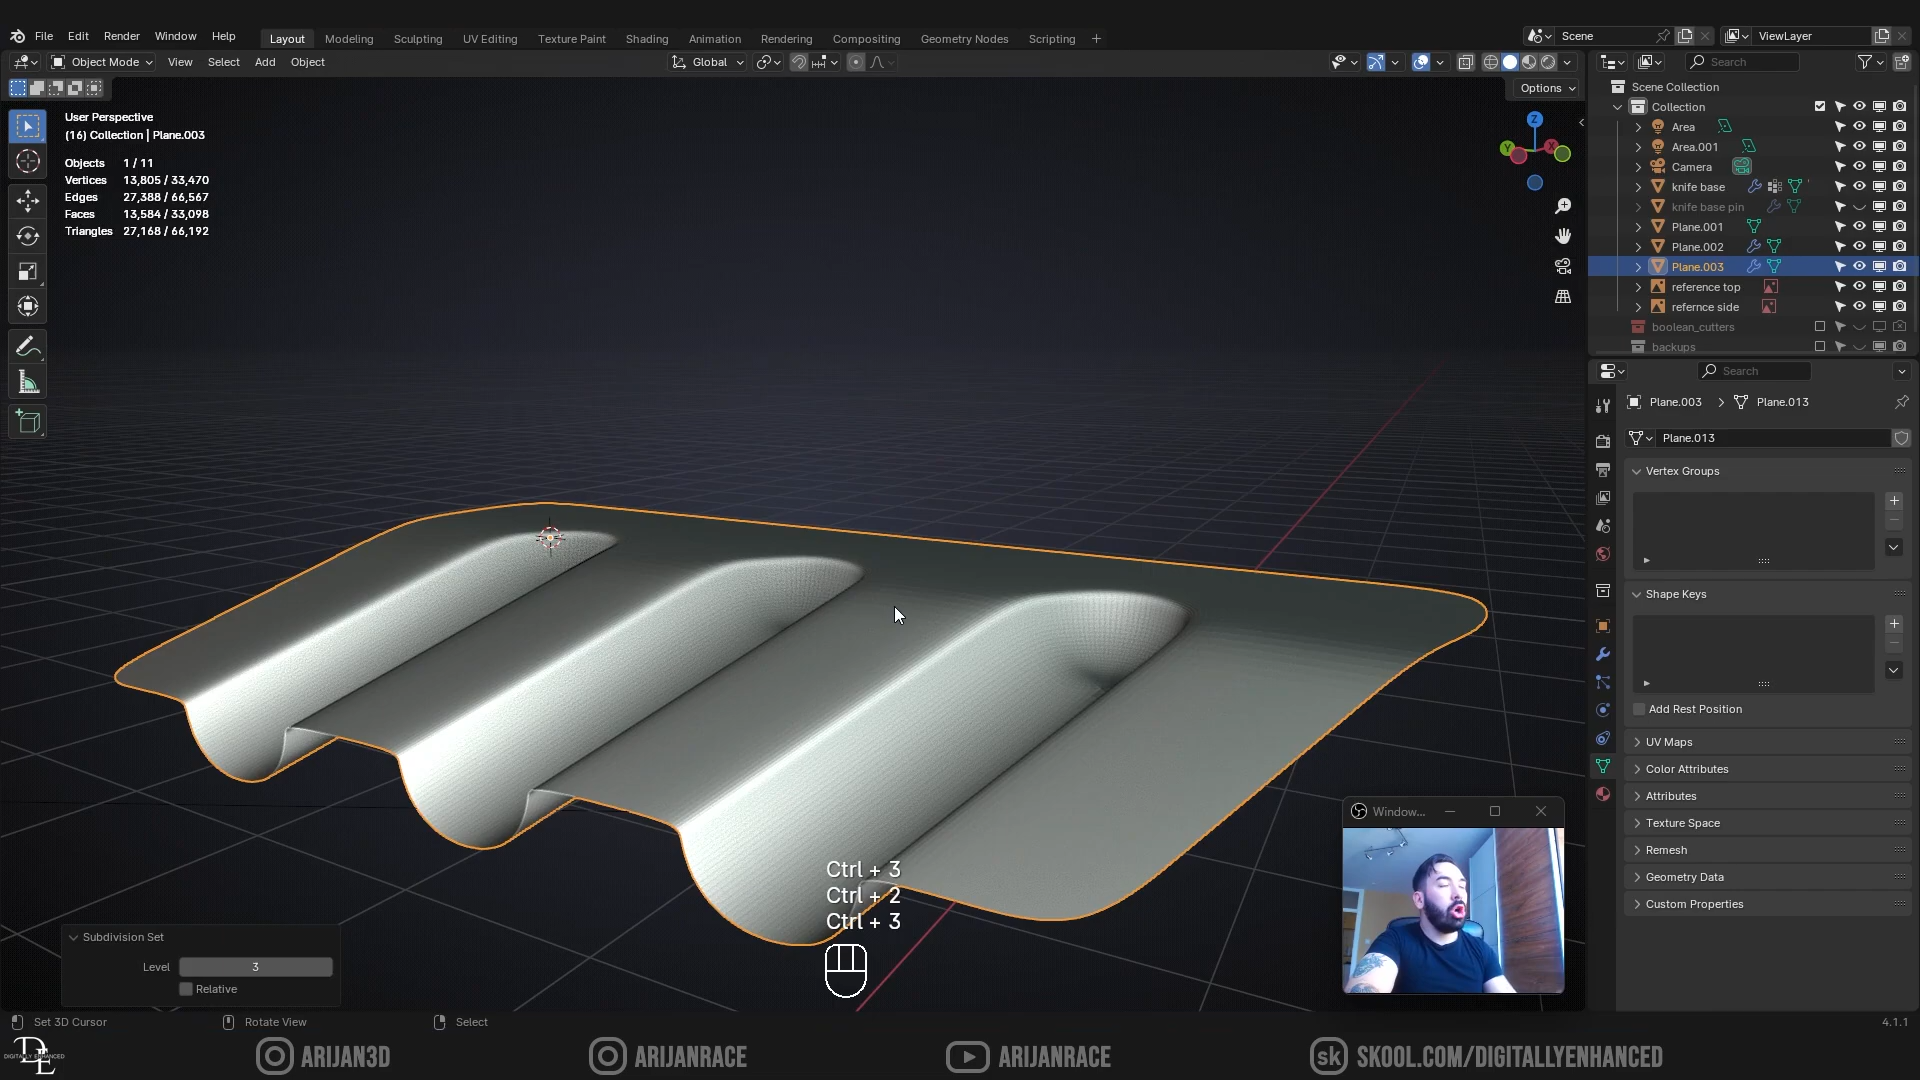 File Edit Render Window Help
Layout Modeling Sculpting UV Editing Texture Paint Shading Animation Rendering Compositing Geometry Nodes Scripting +
Scene
ViewLayer
Object Mode View Select Add Object
Global
Search
Options
User Perspective
(16) Collection | Plane.003
Objects 1 / 11
Vertices 13,805 / 33,470
Edges 27,388 / 66,567
Faces 13,584 / 33,098
Triangles 27,168 / 66,192
Z
Y
X
Scene Collection
Collection
Area
Area.001
Camera
knife base
knife base pin
Plane.001
Plane.002
Plane.003
reference top
refernce side
boolean_cutters
backups
Search
Plane.003 > Plane.013
Plane.013
Vertex Groups
Shape Keys
Add Rest Position
UV Maps
Color Attributes
Attributes
Texture Space
Remesh
Geometry Data
Custom Properties
Window...
Ctrl + 3
Ctrl + 2
Ctrl + 3
Subdivision Set
Level 3
Relative
Set 3D Cursor Rotate View Select 4.1.1
DIGITALLY ENHANCED
DE
ARIJAN3D ARIJANRACE ARIJANRACE sk SKOOL.COM/DIGITALLYENHANCED